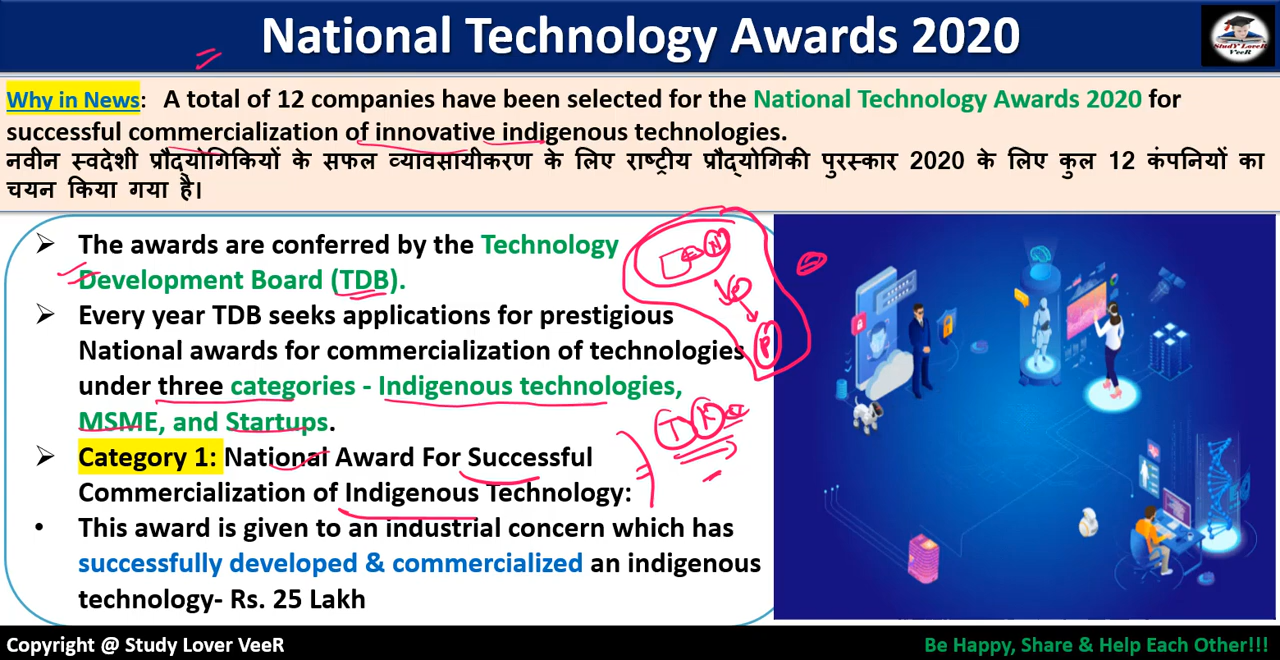 National Technology Awards 2020
StudY LoveR
VeeR
Why in News: A total of 12 companies have been selected for the National Technology Awards 2020 for
successful commercialization of innovative indigenous technologies.
नवीन स्वदेशी प्रौद्योगिकियों के सफल व्यावसायीकरण के लिए राष्ट्रीय प्रौद्योगिकी पुरस्कार 2020 के लिए कुल 12 कंपनियों का
चयन किया गया है।
➢ The awards are conferred by the Technology
Development Board (TDB).
➢ Every year TDB seeks applications for prestigious
National awards for commercialization of technologies
under three categories - Indigenous technologies,
MSME, and Startups.
➢ Category 1: National Award For Successful
Commercialization of Indigenous Technology:
• This award is given to an industrial concern which has
successfully developed & commercialized an indigenous
technology- Rs. 25 Lakh
N
P
T K
Copyright @ Study Lover VeeR
Be Happy, Share & Help Each Other!!!